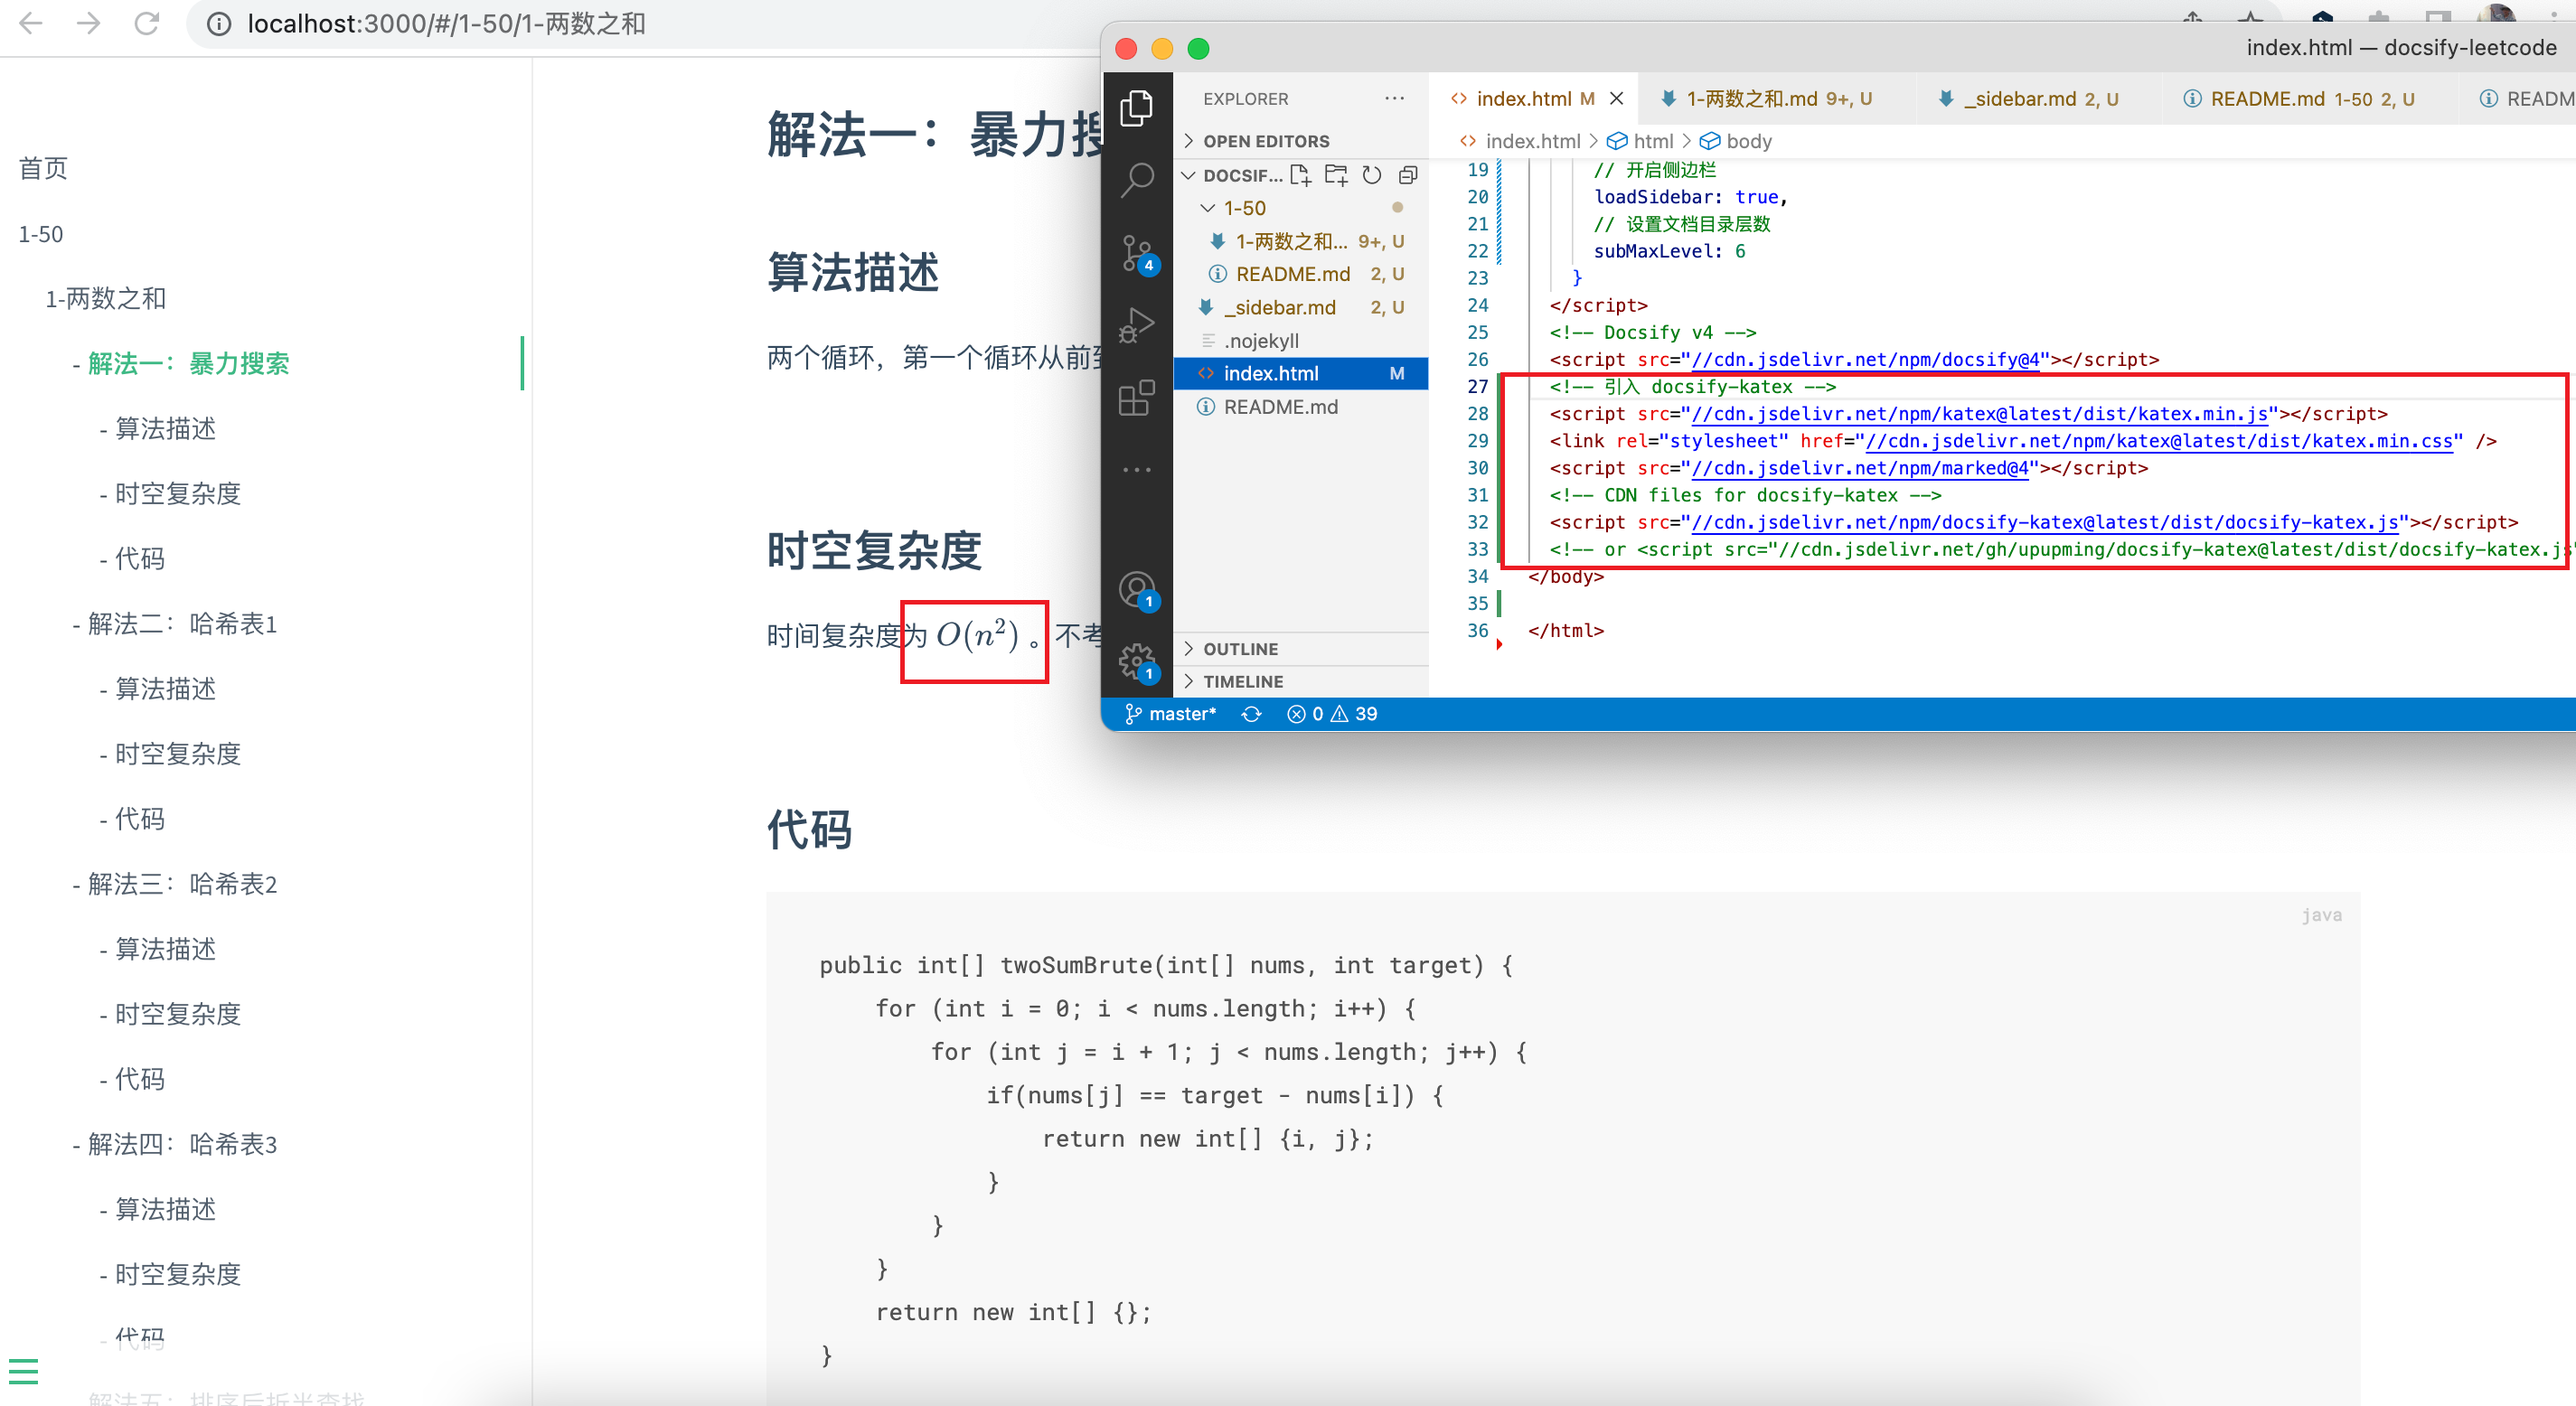 localhost:3000/#/1-50/1-两数之和
首页
1-50
1-两数之和
- 解法一：暴力搜索
- 算法描述
- 时空复杂度
- 代码
- 解法二：哈希表1
- 算法描述
- 时空复杂度
- 代码
- 解法三：哈希表2
- 算法描述
- 时空复杂度
- 代码
- 解法四：哈希表3
- 算法描述
- 时空复杂度
- 代码
解法五：排序后折半查找
解法一：暴力搜
算法描述
两个循环，第一个循环从前到
时空复杂度
时间复杂度为 O(n²) 。不考
代码
java
public int[] twoSumBrute(int[] nums, int target) {
    for (int i = 0; i < nums.length; i++) {
        for (int j = i + 1; j < nums.length; j++) {
            if(nums[j] == target - nums[i]) {
                return new int[] {i, j};
            }
        }
    }
    return new int[] {};
}
index.html — docsify-leetcode
EXPLORER
OPEN EDITORS
DOCSIF...
1-50
1-两数之和... 9+, U
README.md 2, U
_sidebar.md 2, U
.nojekyll
index.html M
README.md
OUTLINE
TIMELINE
4
1
1
index.html M
1-两数之和.md 9+, U
_sidebar.md 2, U
README.md 1-50 2, U
READM
index.html > html > body
19 // 开启侧边栏
20 loadSidebar: true,
21 // 设置文档目录层数
22 subMaxLevel: 6
23 }
24 </script>
25 <!-- Docsify v4 -->
26 <script src="//cdn.jsdelivr.net/npm/docsify@4"></script>
27 <!-- 引入 docsify-katex -->
28 <script src="//cdn.jsdelivr.net/npm/katex@latest/dist/katex.min.js"></script>
29 <link rel="stylesheet" href="//cdn.jsdelivr.net/npm/katex@latest/dist/katex.min.css" />
30 <script src="//cdn.jsdelivr.net/npm/marked@4"></script>
31 <!-- CDN files for docsify-katex -->
32 <script src="//cdn.jsdelivr.net/npm/docsify-katex@latest/dist/docsify-katex.js"></script>
33 <!-- or <script src="//cdn.jsdelivr.net/gh/upupming/docsify-katex@latest/dist/docsify-katex.js"
34 </body>
35
36 </html>
master* 0 39